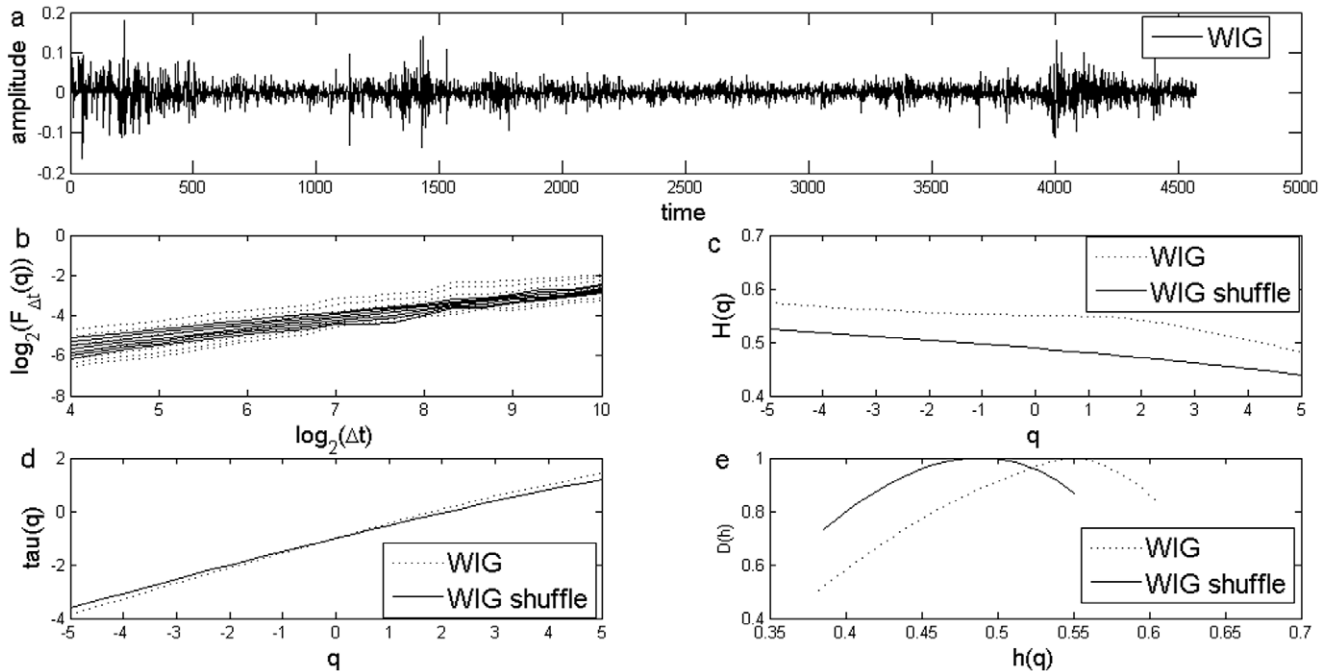 a
0.2
0.1
0
-0.1
-0.2
amplitude
WIG
0 500 1000 1500 2000 2500 3000 3500 4000 4500 5000
time
b
0
-2
-4
-6
-8
log2(FΔt(q))
4 5 6 7 8 9 10
log2(Δt)
c
0.7
0.6
0.5
0.4
H(q)
WIG
WIG shuffle
-5 -4 -3 -2 -1 0 1 2 3 4 5
q
d
2
0
-2
-4
tau(q)
WIG
WIG shuffle
-5 -4 -3 -2 -1 0 1 2 3 4 5
q
e
1
0.8
0.6
0.4
D(h)
WIG
WIG shuffle
0.35 0.4 0.45 0.5 0.55 0.6 0.65 0.7
h(q)